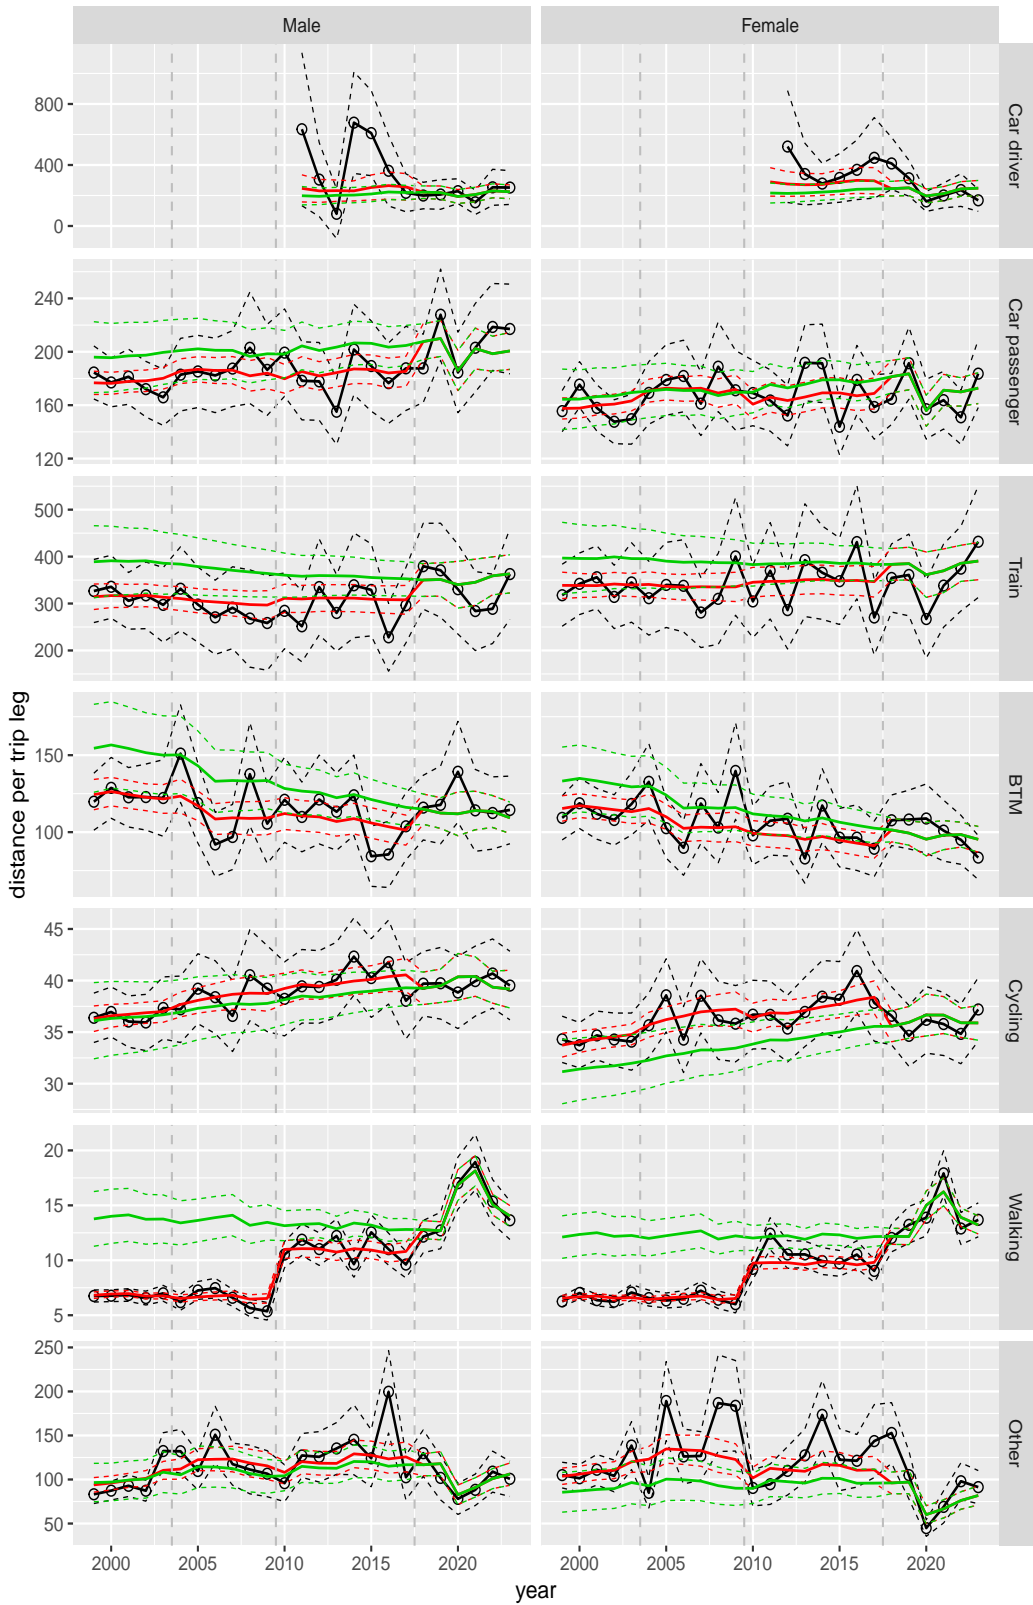 Male Female
800
400
0
Car driver
240
200
160
120
Car passenger
500
400
300
200
Train
150
100
BTM
distance per trip leg
45
40
35
30
Cycling
20
15
10
5
Walking
250
200
150
100
50
Other
2000 2005 2010 2015 2020 2000 2005 2010 2015 2020
year